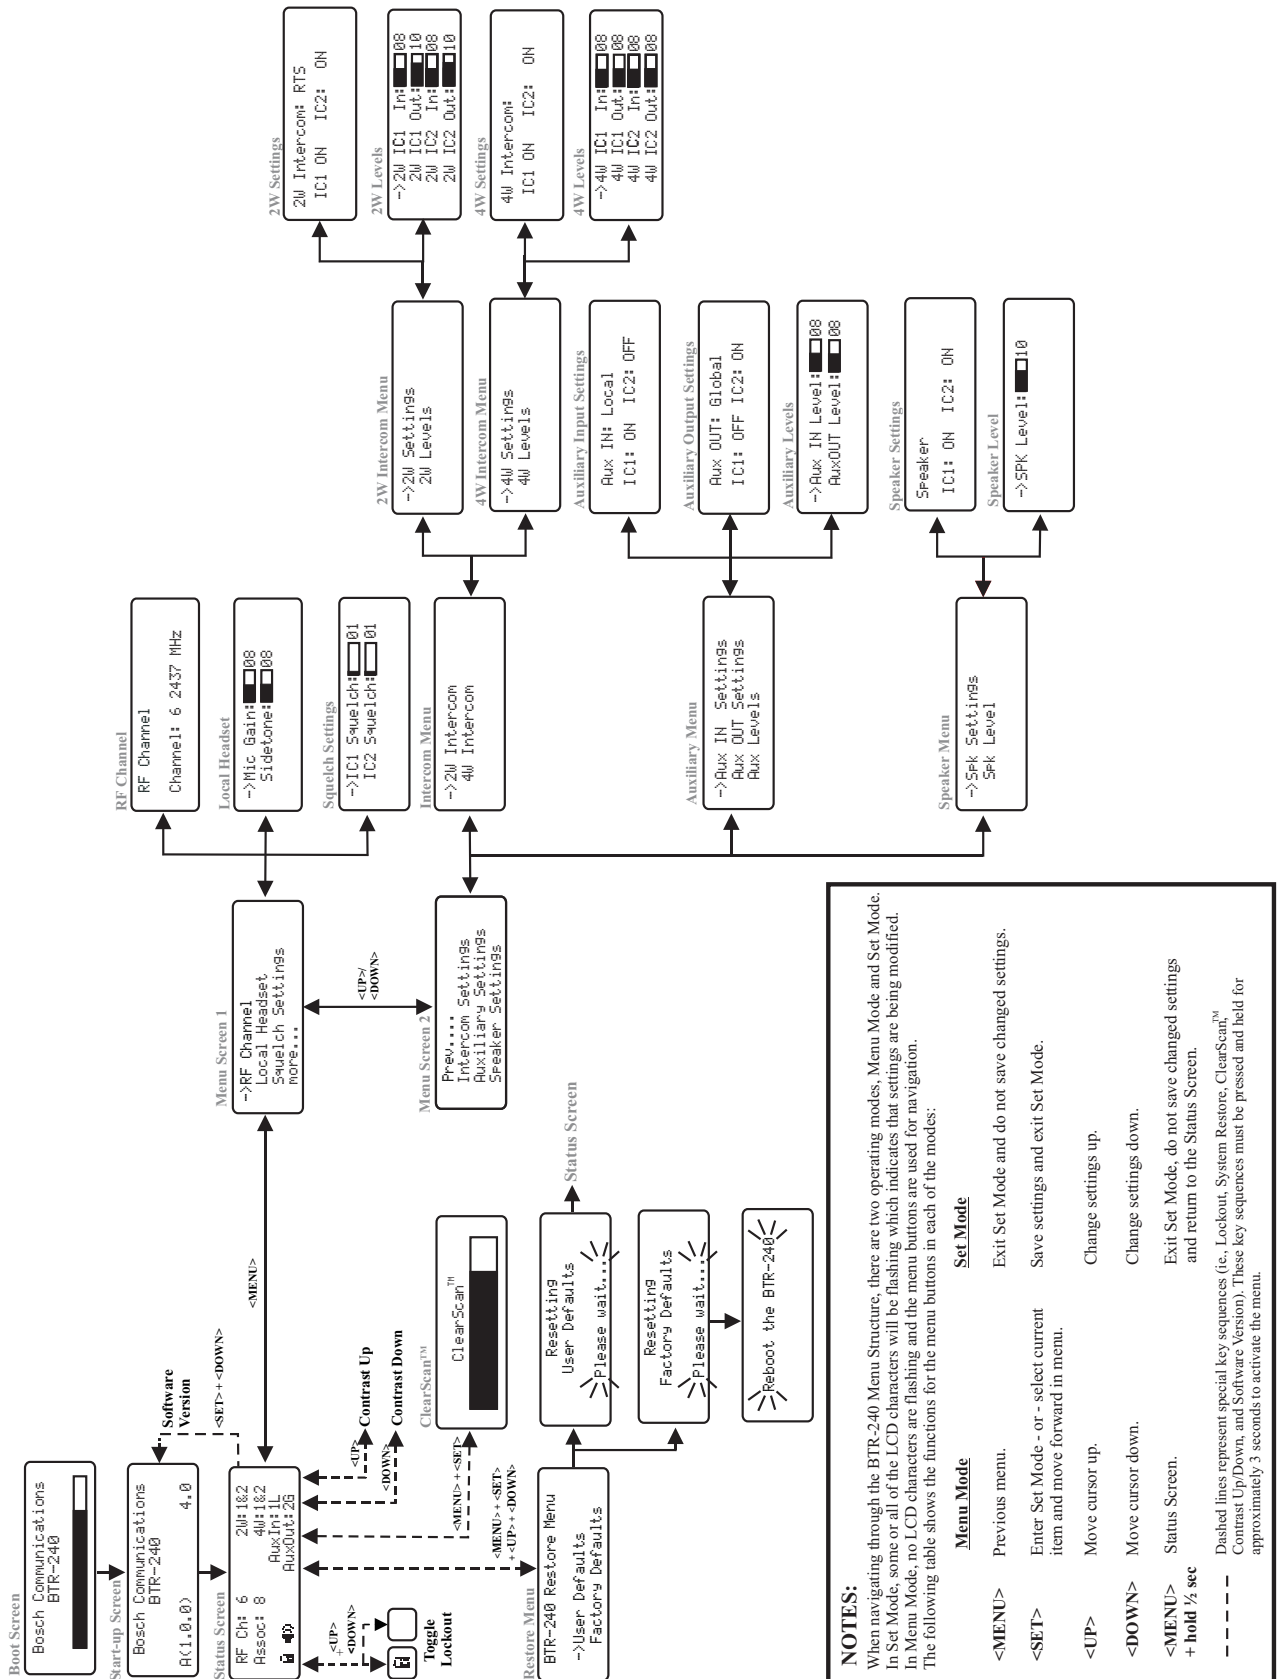 Boot Screen
Bosch Communications
BTR-240
Start-up Screen
Bosch Communications
BTR-240
A(1.0.0) 4.0
Software
Version
<SET>+ <DOWN>
Status Screen
RF Ch: 6 2W:1&2
Assoc: 8 4W:1&2
AuxIn:1L
AuxOut:2G
<UP>
+
<DOWN>
Toggle
Lockout
<UP>
Contrast Up
<DOWN>
Contrast Down
<MENU> + <SET>
ClearScan™
ClearScan™
<MENU> + <SET>
+ <UP> + <DOWN>
Restore Menu
BTR-240 Restore Menu
->User Defaults
Factory Defaults
Resetting
User Defaults
Please wait...
Status Screen
Resetting
Factory Defaults
Please wait...
Reboot the BTR-240
<MENU>
Menu Screen 1
->RF Channel
Local Headset
Squelch Settings
more...
<UP>/
<DOWN>
Menu Screen 2
Prev....
Intercom Settings
Auxiliary Settings
Speaker Settings
RF Channel
RF Channel
Channel: 6 2437 MHz
Local Headset
->Mic Gain: 08
Sidetone: 08
Squelch Settings
->IC1 Squelch: 01
IC2 Squelch: 01
Intercom Menu
->2W Intercom
4W Intercom
Auxiliary Menu
->Aux IN Settings
Aux OUT Settings
Aux Levels
Speaker Menu
->Spk Settings
Spk Level
2W Intercom Menu
->2W Settings
2W Levels
4W Intercom Menu
->4W Settings
4W Levels
Auxiliary Input Settings
Aux IN: Local
IC1: ON IC2: OFF
Auxiliary Output Settings
Aux OUT: Global
IC1: OFF IC2: ON
Auxiliary Levels
->Aux IN Level: 08
AuxOUT Level: 08
Speaker Settings
Speaker
IC1: ON IC2: ON
Speaker Level
->SPK Level: 10
2W Settings
2W Intercom: RTS
IC1 ON IC2: ON
2W Levels
->2W IC1 In: 08
2W IC1 Out: 10
2W IC2 In: 08
2W IC2 Out: 10
4W Settings
4W Intercom:
IC1 ON IC2: ON
4W Levels
->4W IC1 In: 08
4W IC1 Out: 08
4W IC2 In: 08
4W IC2 Out: 08
NOTES:
When navigating through the BTR-240 Menu Structure, there are two operating modes, Menu Mode and Set Mode.
In Set Mode, some or all of the LCD characters will be flashing which indicates that settings are being modified.
In Menu Mode, no LCD characters are flashing and the menu buttons are used for navigation.
The following table shows the functions for the menu buttons in each of the modes:
Menu Mode Set Mode
<MENU> Previous menu. Exit Set Mode and do not save changed settings.
<SET> Enter Set Mode - or - select current Save settings and exit Set Mode.
item and move forward in menu.
<UP> Move cursor up. Change settings up.
<DOWN> Move cursor down. Change settings down.
<MENU> Status Screen. Exit Set Mode, do not save changed settings
+ hold ½ sec and return to the Status Screen.
Dashed lines represent special key sequences (ie., Lockout, System Restore, ClearScan™,
Contrast Up/Down, and Software Version). These key sequences must be pressed and held for
approximately 3 seconds to activate the menu.